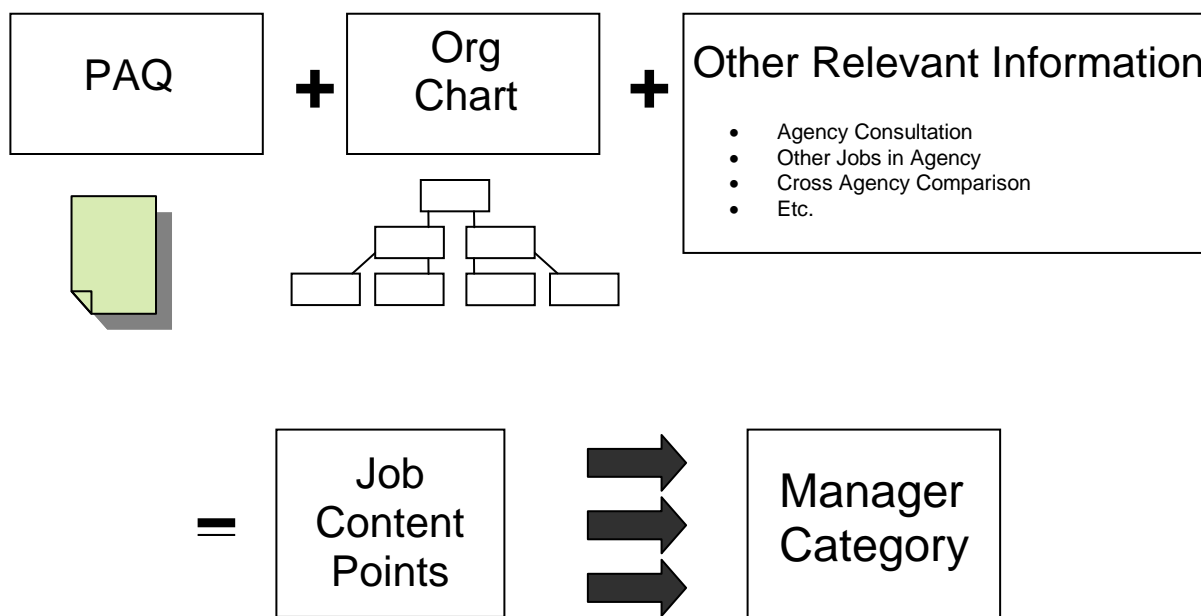 PAQ
+
Org
Chart
+
Other Relevant Information
• Agency Consultation
• Other Jobs in Agency
• Cross Agency Comparison
• Etc.
=
Job
Content
Points
Manager
Category